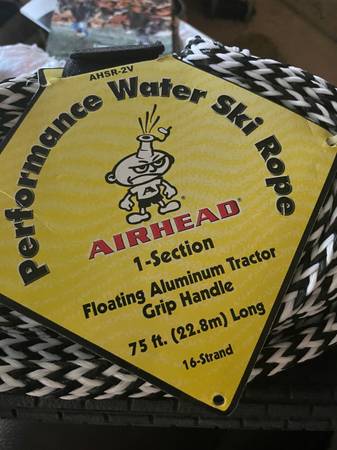 AHSR-2V
Performance Water Ski Rope
AIRHEAD®
1-Section
Floating Aluminum Tractor
Grip Handle
75 ft. (22.8m) Long
16-Strand